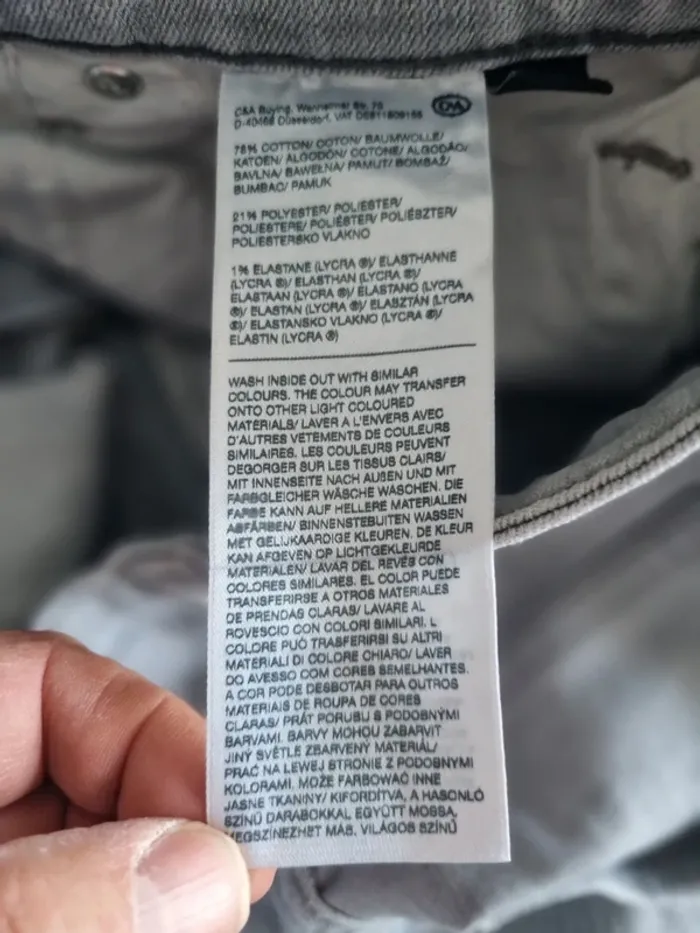 C&A Buying, Wanheimer Str. 70
D-40468 Düsseldorf, VAT DE811809155
C&A
78% COTTON/ COTON/ BAUMWOLLE/
KATOEN/ ALGODÓN/ COTONE/ ALGODÃO/
BAVLNA/ BAWEŁNA/ PAMUT/ BOMBAŽ/
BUMBAC/ PAMUK
21% POLYESTER/ POLIESTER/
POLIESTERE/ POLIÉSTER/ POLIÉSZTER/
POLIESTERSKO VLAKNO
1% ELASTANE (LYCRA ®)/ ELASTHANNE
(LYCRA ®)/ ELASTHAN (LYCRA ®)/
ELASTAAN (LYCRA ®)/ ELASTANO (LYCRA
®)/ ELASTAN (LYCRA ®)/ ELASZTÁN (LYCRA
®)/ ELASTANSKO VLAKNO (LYCRA ®)/
ELASTIN (LYCRA ®)
WASH INSIDE OUT WITH SIMILAR
COLOURS. THE COLOUR MAY TRANSFER
ONTO OTHER LIGHT COLOURED
MATERIALS/ LAVER A L'ENVERS AVEC
D'AUTRES VETEMENTS DE COULEURS
SIMILAIRES. LES COULEURS PEUVENT
DEGORGER SUR LES TISSUS CLAIRS/
MIT INNENSEITE NACH AUßEN UND MIT
FARBGLEICHER WÄSCHE WASCHEN. DIE
FARBE KANN AUF HELLERE MATERIALIEN
ABFÄRBEN/ BINNENSTEBUITEN WASSEN
MET GELIJKAARDIGE KLEUREN. DE KLEUR
KAN AFGEVEN OP LICHTGEKLEURDE
MATERIALEN/ LAVAR DEL REVÉS CON
COLORES SIMILARES. EL COLOR PUEDE
TRANSFERIRSE A OTROS MATERIALES
DE PRENDAS CLARAS/ LAVARE AL
ROVESCIO CON COLORI SIMILARI. L
COLORE PUÒ TRASFERIRSI SU ALTRI
MATERIALI DI COLORE CHIARO/ LAVER
DO AVESSO COM CORES SEMELHANTES.
A COR PODE DESBOTAR PARA OUTROS
MATERIAIS DE ROUPA DE CORES
CLARAS/ PRÁT PORUBU S PODOBNÝMI
BARVAMI. BARVY MOHOU ZABARVIT
JINÝ SVĚTLE ZBARVENÝ MATERIÁL/
PRAĆ NA LEWEJ STRONIE Z PODOBNYMI
KOLORAMI. MOŻE FARBOWAĆ INNE
JASNE TKANINY/ KIFORDÍTVA, A HASONLÓ
SZÍNŰ DARABOKKAL EGYÜTT MOSSA.
MEGSZÍNEZHET MÁS, VILÁGOS SZÍNŰ